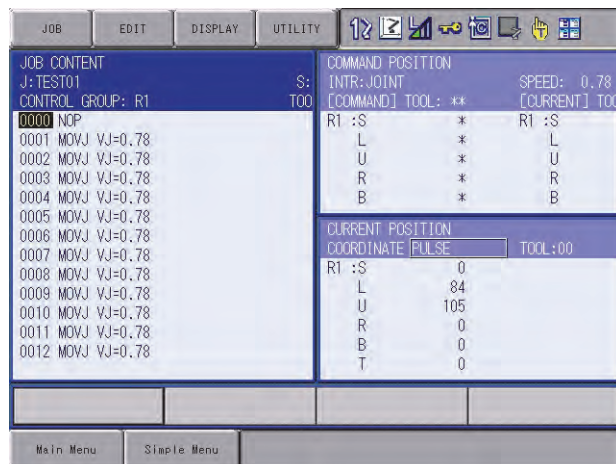 JOB EDIT DISPLAY UTILITY
JOB CONTENT
J:TEST01 S:
CONTROL GROUP: R1 TOO
0000 NOP
0001 MOVJ VJ=0.78
0002 MOVJ VJ=0.78
0003 MOVJ VJ=0.78
0004 MOVJ VJ=0.78
0005 MOVJ VJ=0.78
0006 MOVJ VJ=0.78
0007 MOVJ VJ=0.78
0008 MOVJ VJ=0.78
0009 MOVJ VJ=0.78
0010 MOVJ VJ=0.78
0011 MOVJ VJ=0.78
0012 MOVJ VJ=0.78
COMMAND POSITION
INTR:JOINT SPEED: 0.78
[COMMAND] TOOL: ** [CURRENT] TOO
R1 :S * R1 :S
L * L
U * U
R * R
B * B
CURRENT POSITION
COORDINATE PULSE TOOL:00
R1 :S 0
L 84
U 105
R 0
B 0
T 0
Main Menu Simple Menu